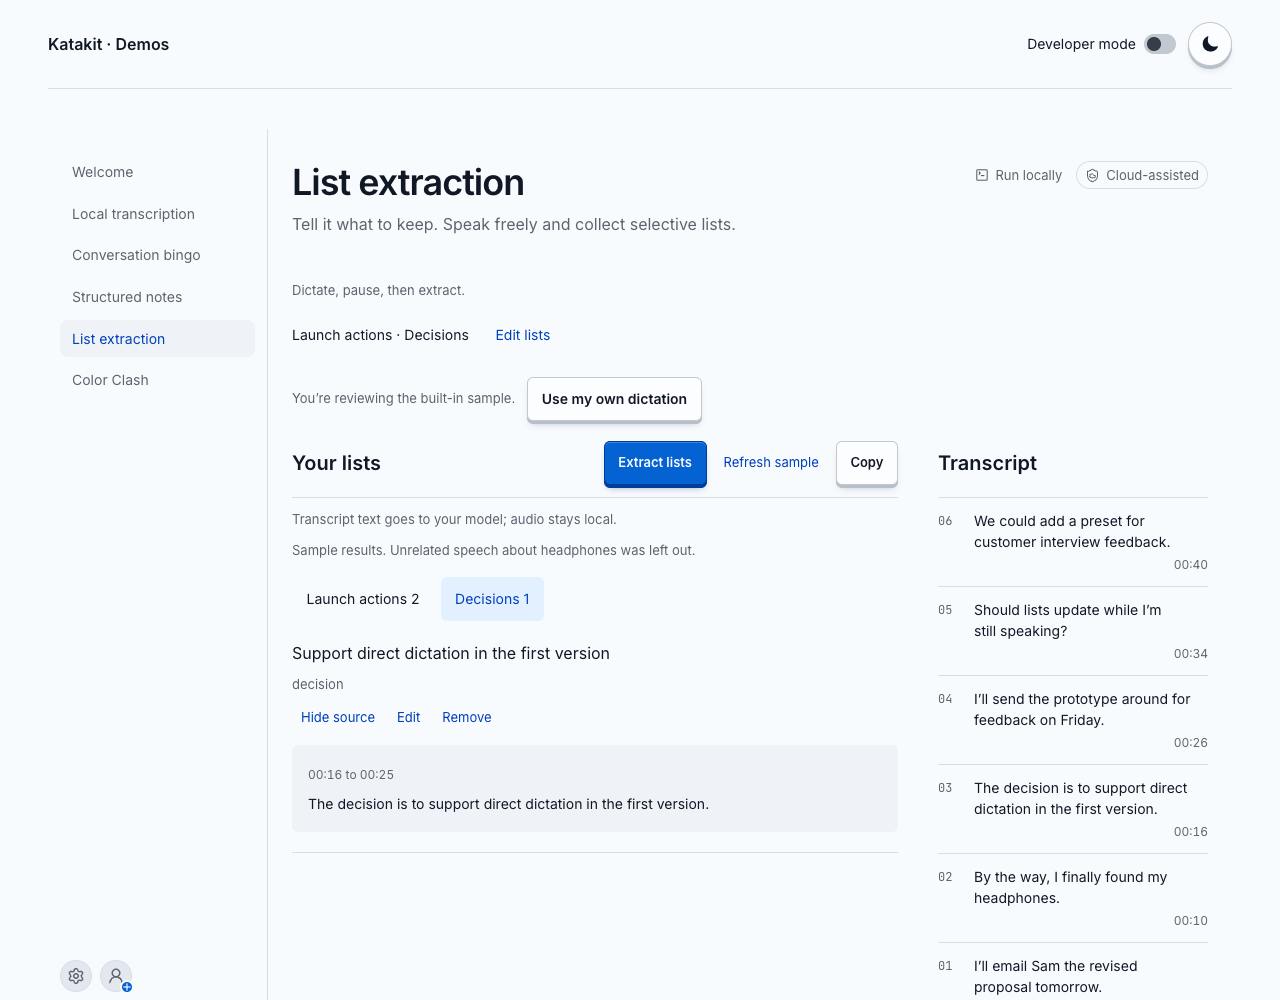 Katakit · Demos
Developer mode
Welcome
Local transcription
Conversation bingo
Structured notes
List extraction
Color Clash
List extraction
Run locally
Cloud-assisted
Tell it what to keep. Speak freely and collect selective lists.
Dictate, pause, then extract.
Launch actions · Decisions
Edit lists
You’re reviewing the built-in sample.
Use my own dictation
Your lists
Extract lists
Refresh sample
Copy
Transcript text goes to your model; audio stays local.
Sample results. Unrelated speech about headphones was left out.
Launch actions 2
Decisions 1
Support direct dictation in the first version
decision
Hide source
Edit
Remove
00:16 to 00:25
The decision is to support direct dictation in the first version.
Transcript
06
We could add a preset for
customer interview feedback.
00:40
05
Should lists update while I’m
still speaking?
00:34
04
I’ll send the prototype around for
feedback on Friday.
00:26
03
The decision is to support direct
dictation in the first version.
00:16
02
By the way, I finally found my
headphones.
00:10
01
I’ll email Sam the revised
proposal tomorrow.